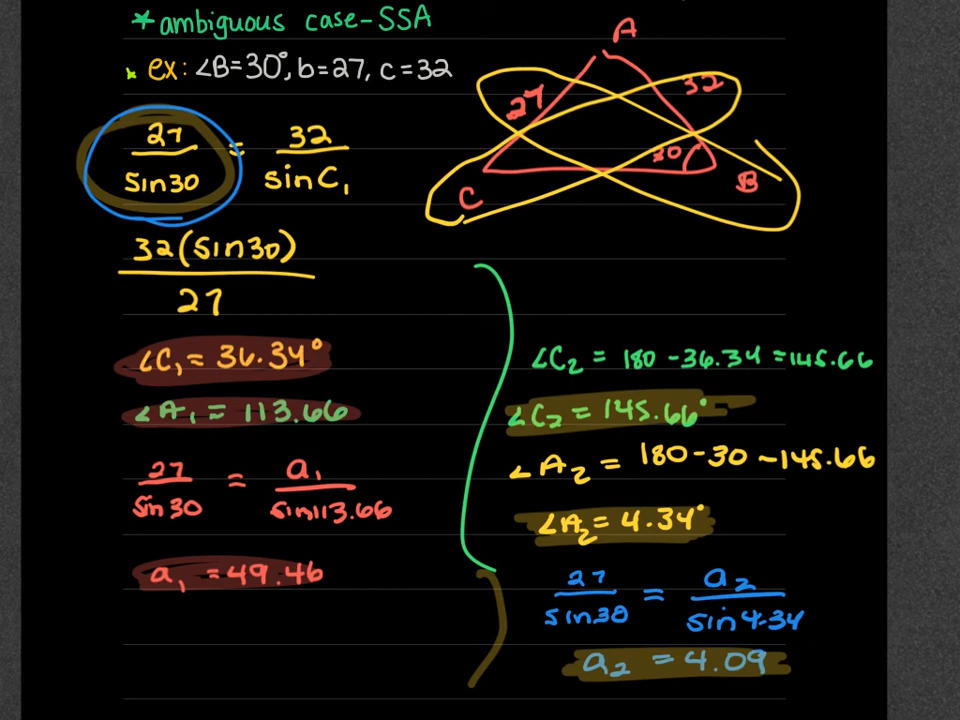 *ambiguous case-SSA
ex: ∠B=30°, b=27, c=32
A
27
32
30
C
B
27/sin30 = 32/sinC₁
32(sin30)/27
∠C₁ = 36.34°
∠A₁ = 113.66
27/sin30 = a₁/sin113.66
a₁ = 49.46
∠C₂ = 180 - 36.34 = 145.66
∠C₂ = 145.66°
∠A₂ = 180 - 30 - 145.66
∠A₂ = 4.34°
27/sin30 = a₂/sin4.34
a₂ = 4.09